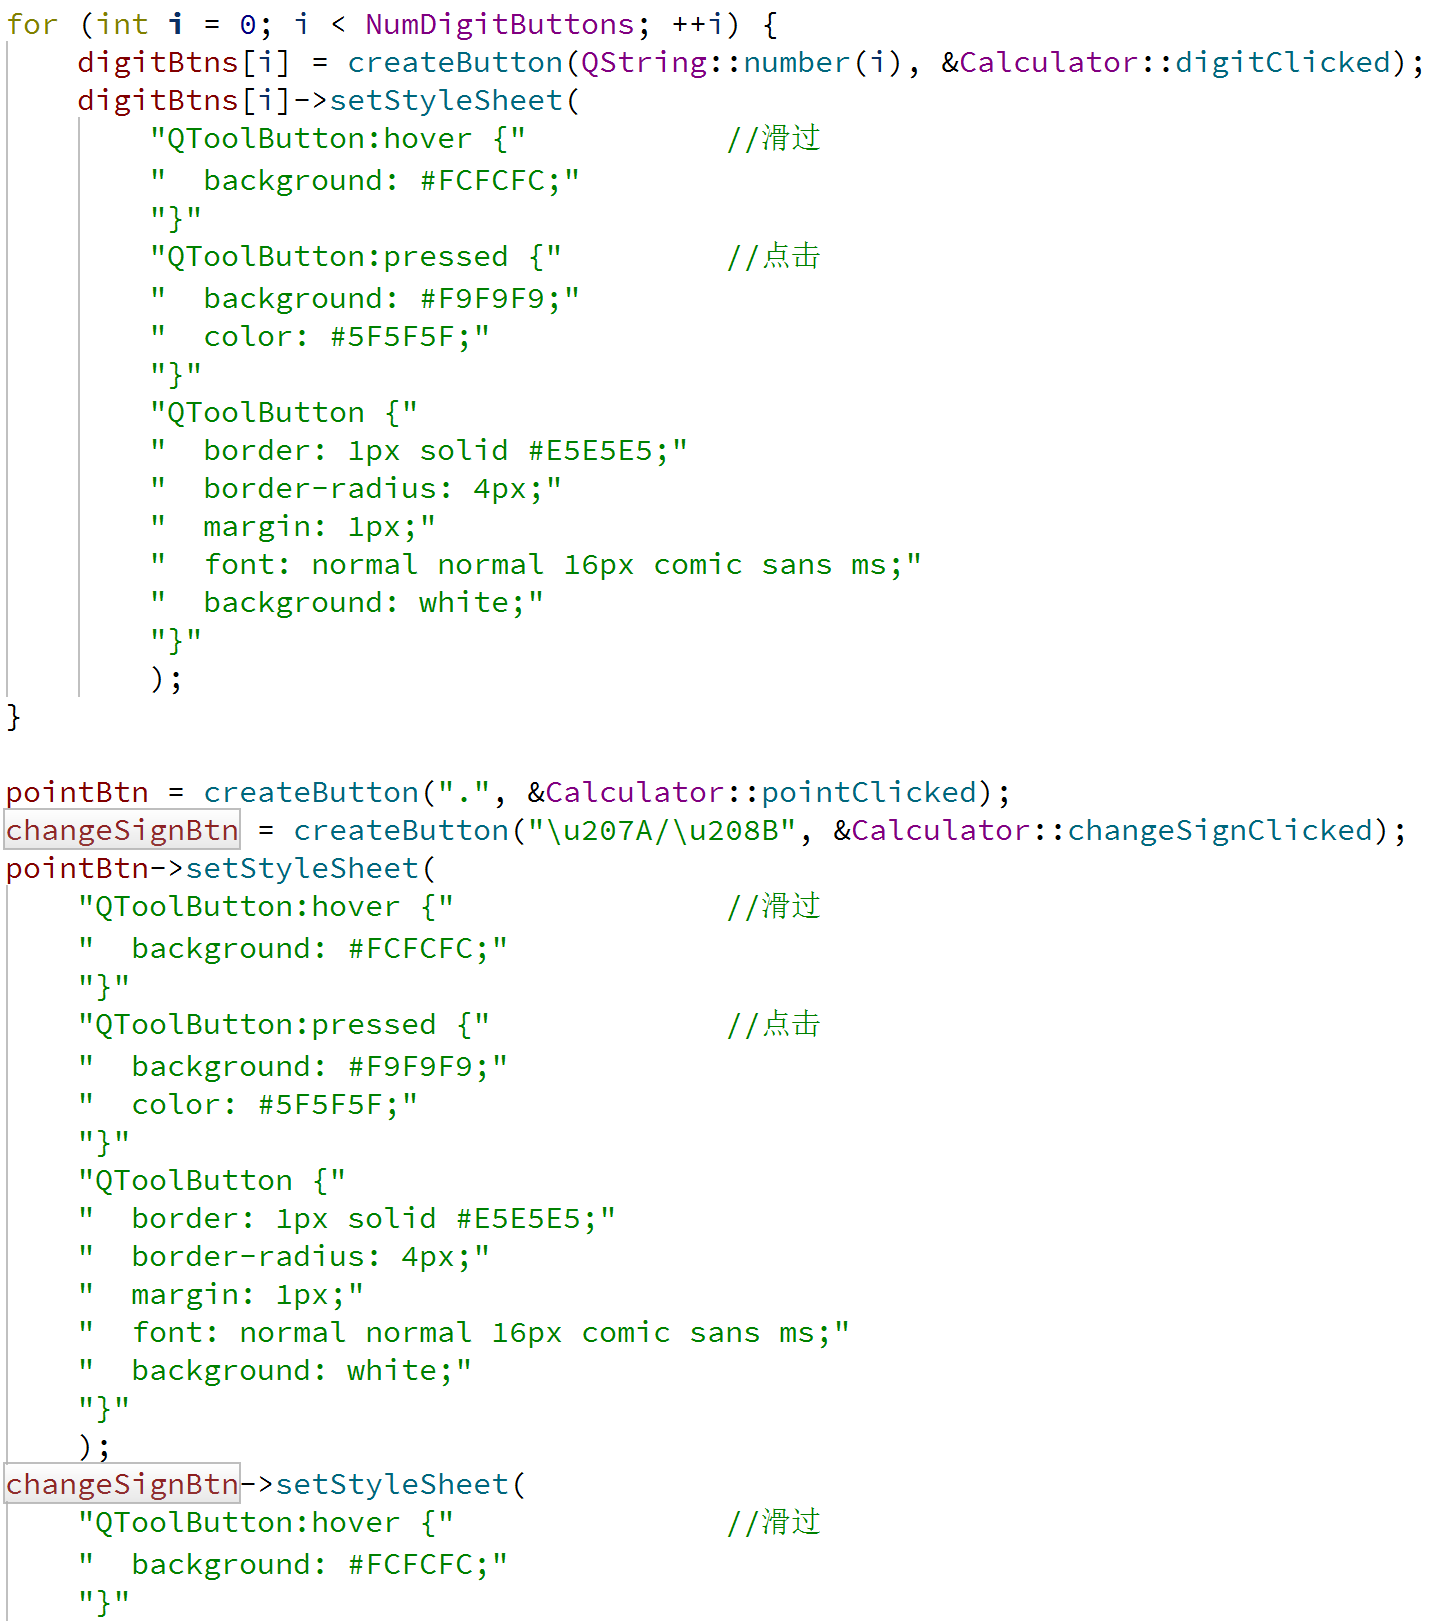 for (int i = 0; i < NumDigitButtons; ++i) {
    digitBtns[i] = createButton(QString::number(i), &Calculator::digitClicked);
    digitBtns[i]->setStyleSheet(
        "QToolButton:hover {"           //滑过
        "  background: #FCFCFC;"
        "}"
        "QToolButton:pressed {"         //点击
        "  background: #F9F9F9;"
        "  color: #5F5F5F;"
        "}"
        "QToolButton {"
        "  border: 1px solid #E5E5E5;"
        "  border-radius: 4px;"
        "  margin: 1px;"
        "  font: normal normal 16px comic sans ms;"
        "  background: white;"
        "}"
        );
}

pointBtn = createButton(".", &Calculator::pointClicked);
changeSignBtn = createButton("\u207A/\u208B", &Calculator::changeSignClicked);
pointBtn->setStyleSheet(
    "QToolButton:hover {"               //滑过
    "  background: #FCFCFC;"
    "}"
    "QToolButton:pressed {"             //点击
    "  background: #F9F9F9;"
    "  color: #5F5F5F;"
    "}"
    "QToolButton {"
    "  border: 1px solid #E5E5E5;"
    "  border-radius: 4px;"
    "  margin: 1px;"
    "  font: normal normal 16px comic sans ms;"
    "  background: white;"
    "}"
    );
changeSignBtn->setStyleSheet(
    "QToolButton:hover {"               //滑过
    "  background: #FCFCFC;"
    "}"